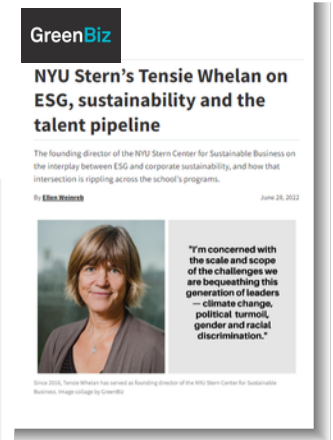 GreenBiz
NYU Stern's Tensie Whelan on
ESG, sustainability and the
talent pipeline
The founding director of the NYU Stern Center for Sustainable Business on
the interplay between ESG and corporate sustainability, and how that
intersection is rippling across the school's programs.
By Ellen Weinreb
June 28, 2022
"I'm concerned with
the scale and scope
of the challenges we
are bequeathing this
generation of leaders
— climate change,
political turmoil,
gender and racial
discrimination."
Since 2016, Tensie Whelan has served as founding director of the NYU Stern Center for Sustainable
Business. Image collage by GreenBiz